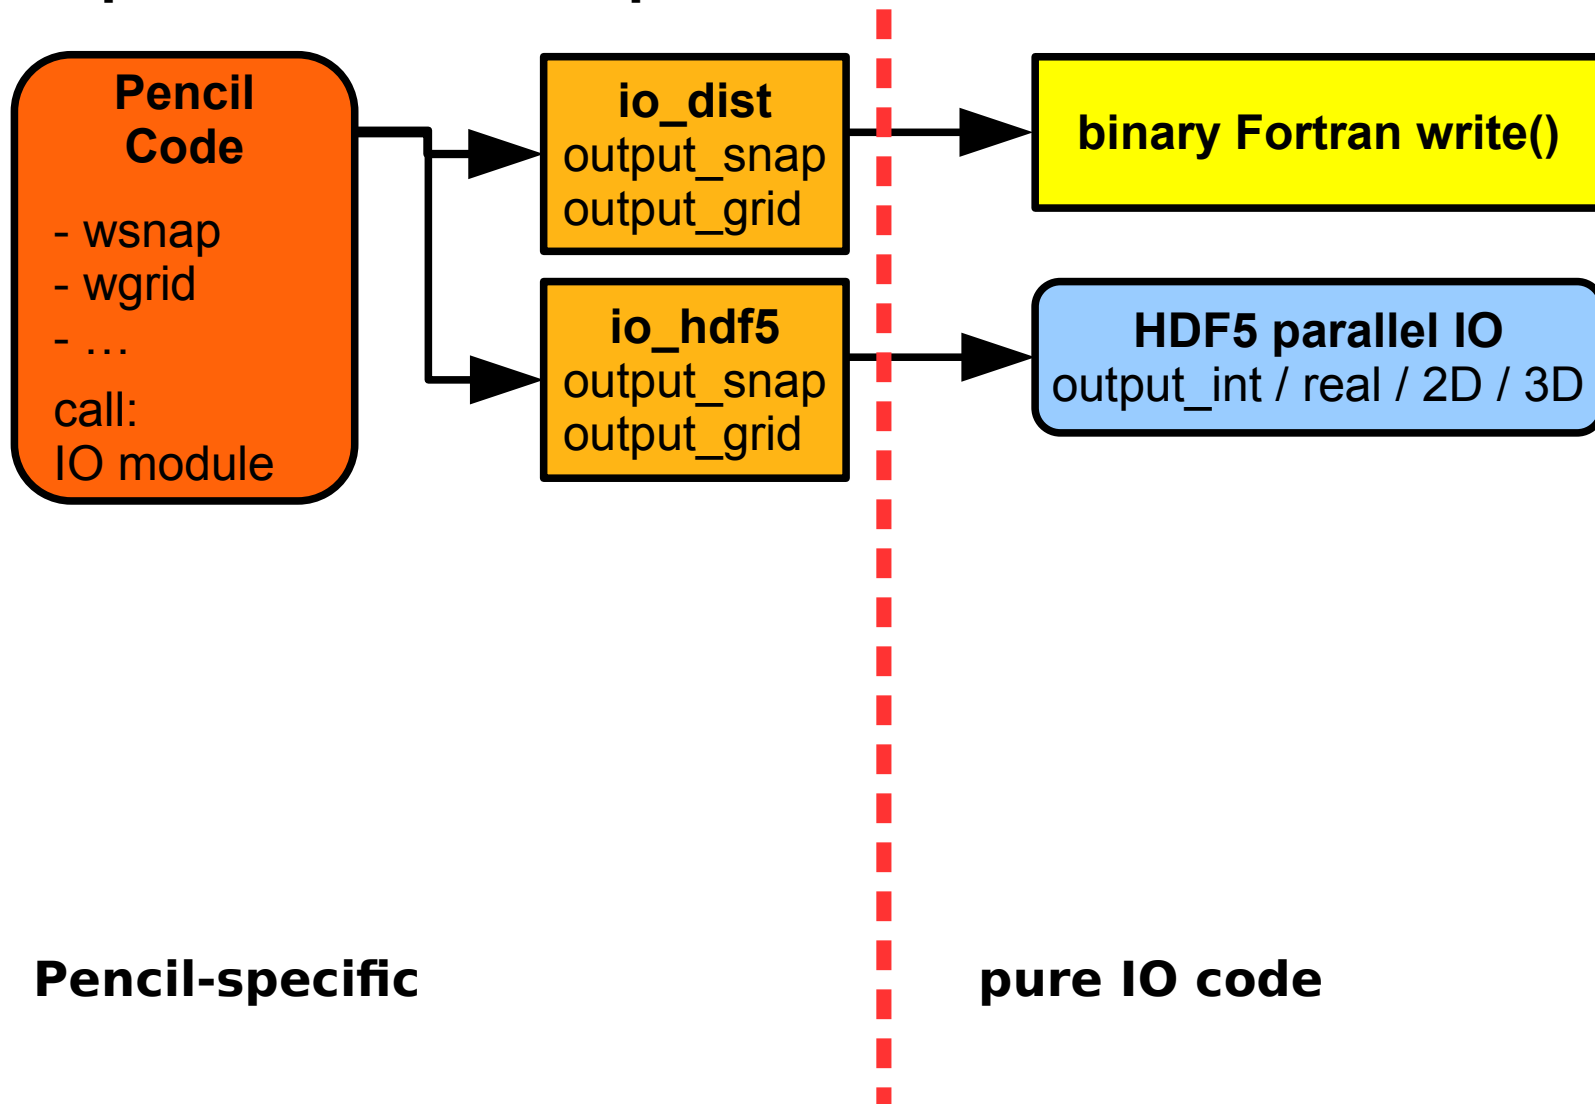 Pencil
Code
- wsnap
- wgrid
- …
call:
IO module
io_dist
output_snap
output_grid
io_hdf5
output_snap
output_grid
binary Fortran write()
HDF5 parallel IO
output_int / real / 2D / 3D
Pencil-specific
pure IO code